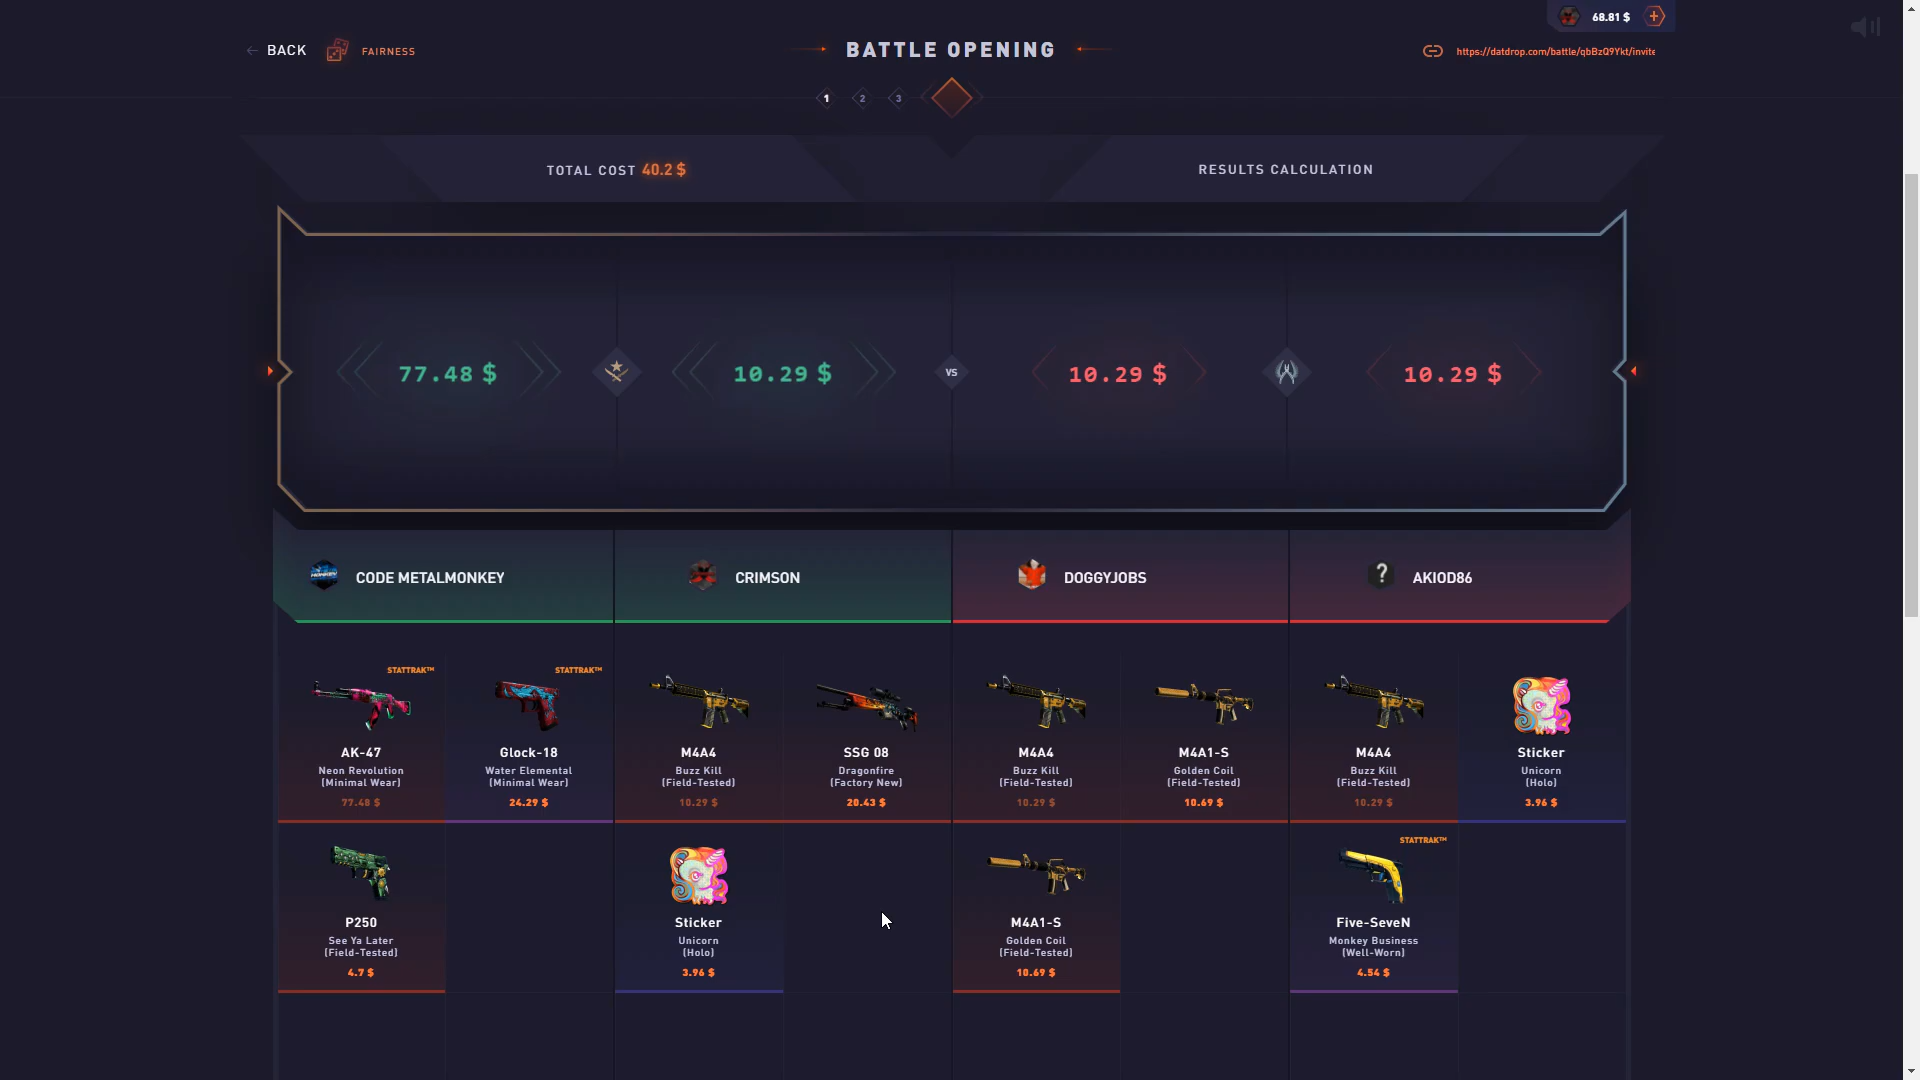 68.81 $
BACK
FAIRNESS
BATTLE OPENING
https://datdrop.com/battle/qbBzQ9Ykt/invite
1 2 3
TOTAL COST 40.2 $
RESULTS CALCULATION
77.48 $
10.29 $
VS
10.29 $
10.29 $
CODE METALMONKEY
CRIMSON
DOGGYJOBS
?
AKIOD86
STATTRAK™
AK-47
Neon Revolution
(Minimal Wear)
77.48 $
STATTRAK™
Glock-18
Water Elemental
(Minimal Wear)
24.29 $
M4A4
Buzz Kill
(Field-Tested)
10.29 $
SSG 08
Dragonfire
(Factory New)
20.43 $
M4A4
Buzz Kill
(Field-Tested)
10.29 $
M4A1-S
Golden Coil
(Field-Tested)
10.69 $
M4A4
Buzz Kill
(Field-Tested)
10.29 $
Sticker
Unicorn
(Holo)
3.96 $
P250
See Ya Later
(Field-Tested)
4.7 $
Sticker
Unicorn
(Holo)
3.96 $
M4A1-S
Golden Coil
(Field-Tested)
10.69 $
STATTRAK™
Five-SeveN
Monkey Business
(Well-Worn)
4.54 $